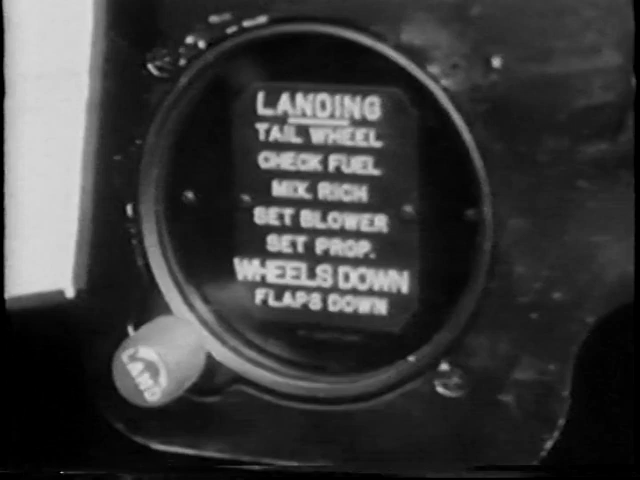 LANDING
TAIL WHEEL
CHECK FUEL
MIX. RICH
SET BLOWER
SET PROP.
WHEELS DOWN
FLAPS DOWN
LAND